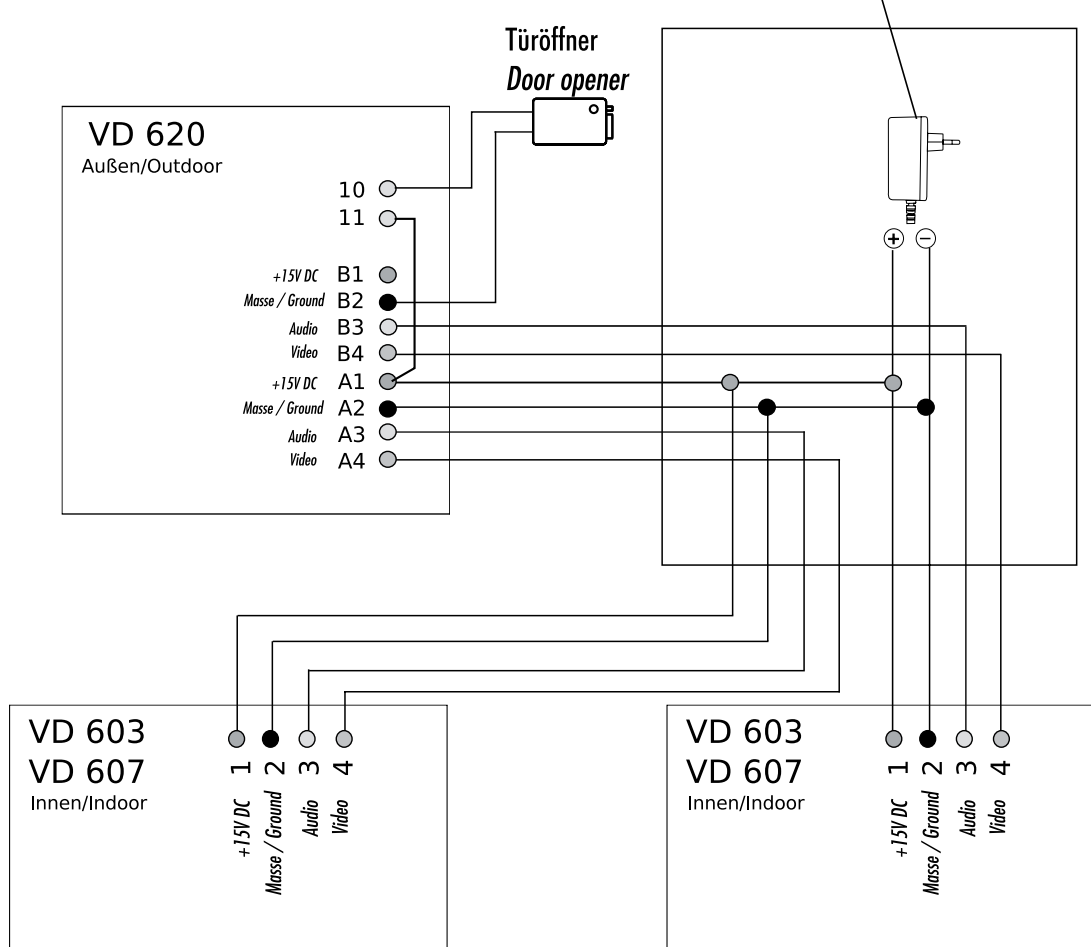 Türöffner
Door opener
VD 620
Außen/Outdoor
10
11
+15V DC B1
Masse / Ground B2
Audio B3
Video B4
+15V DC A1
Masse / Ground A2
Audio A3
Video A4
+
−
VD 603
VD 607
Innen/Indoor
1
2
3
4
+15V DC
Masse / Ground
Audio
Video
VD 603
VD 607
Innen/Indoor
1
2
3
4
+15V DC
Masse / Ground
Audio
Video